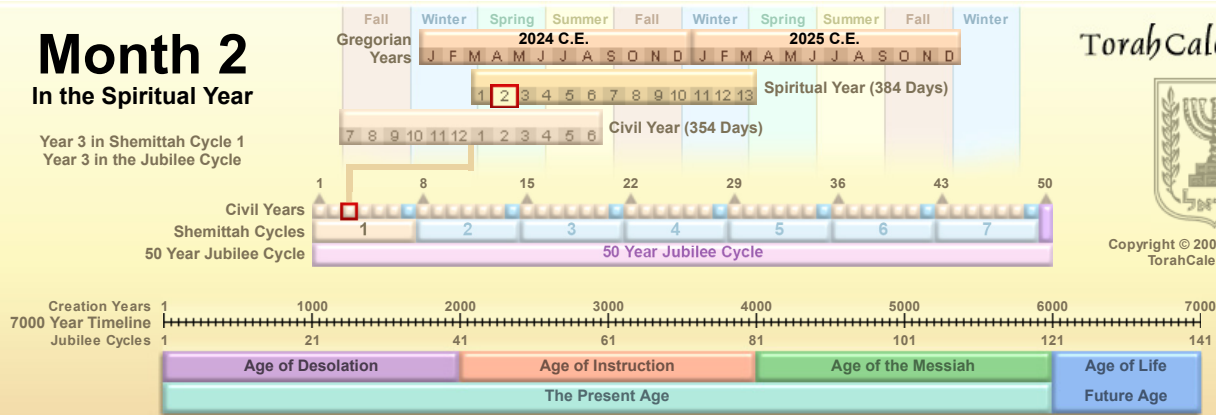 Month 2
In the Spiritual Year
Year 3 in Shemittah Cycle 1
Year 3 in the Jubilee Cycle
Fall Winter Spring Summer Fall Winter Spring Summer Fall Winter
Gregorian Years
2024 C.E. 2025 C.E.
J F M A M J J A S O N D J F M A M J J A S O N D
1 2 3 4 5 6 7 8 9 10 11 12 13 Spiritual Year (384 Days)
7 8 9 10 11 12 1 2 3 4 5 6 Civil Year (354 Days)
1 8 15 22 29 36 43 50
Civil Years
Shemittah Cycles 1 2 3 4 5 6 7
50 Year Jubilee Cycle 50 Year Jubilee Cycle
TorahCale
Copyright © 200
TorahCale
Creation Years 1 1000 2000 3000 4000 5000 6000 7000
7000 Year Timeline
Jubilee Cycles 1 21 41 61 81 101 121 141
Age of Desolation Age of Instruction Age of the Messiah Age of Life
The Present Age Future Age